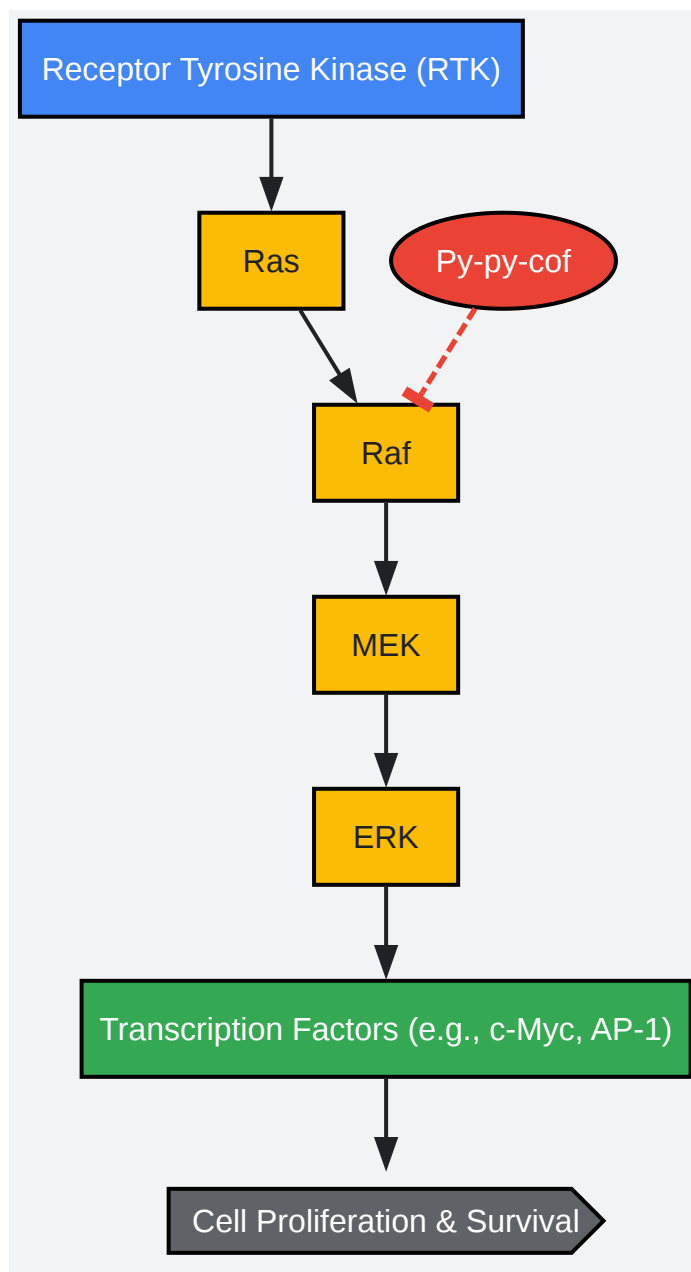 Receptor Tyrosine Kinase (RTK)
Ras
Py-py-cof
Raf
MEK
ERK
Transcription Factors (e.g., c-Myc, AP-1)
Cell Proliferation & Survival